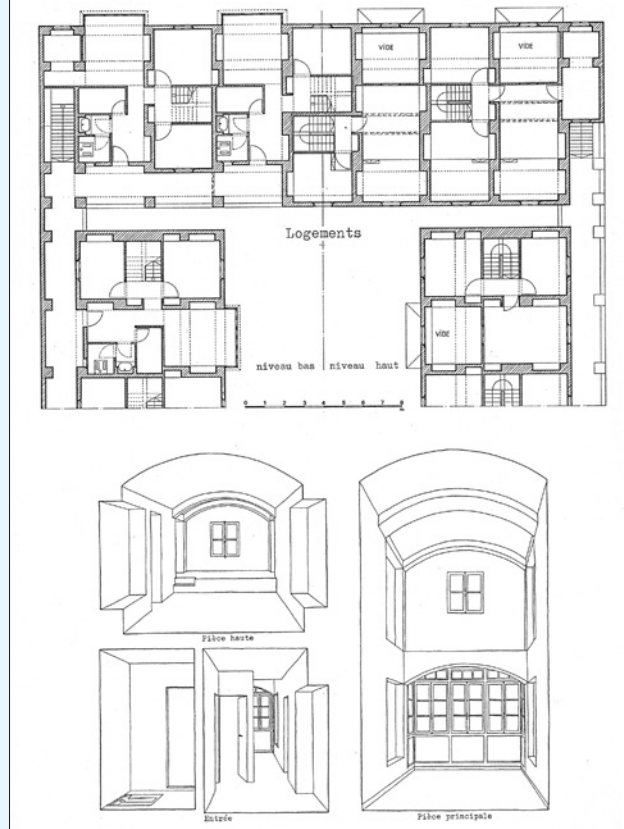 VIDE
VIDE
Logements
VIDE
niveau bas | niveau haut
0 1 2 3 4 5 6 7 8
Pièce haute
Entrée
Pièce principale